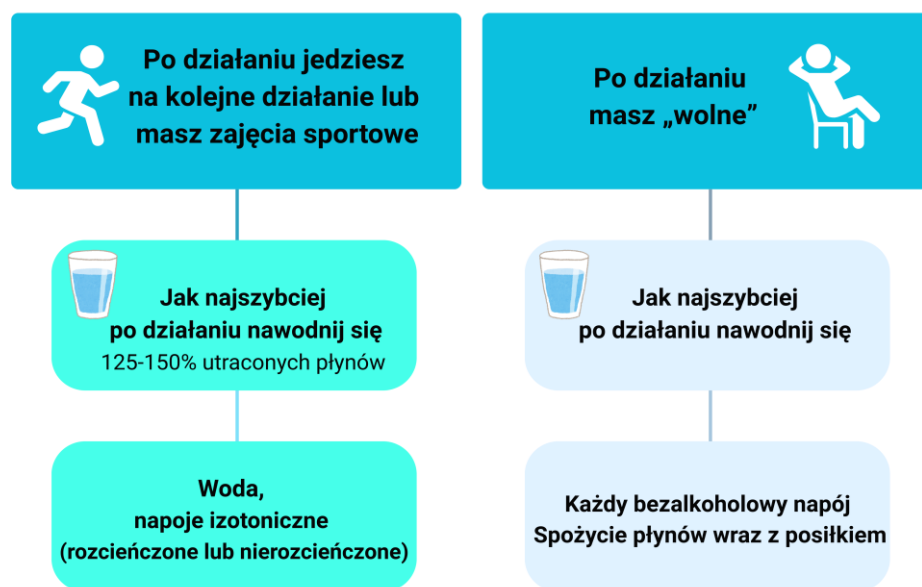 Po działaniu jedziesz
na kolejne działanie lub
masz zajęcia sportowe
Jak najszybciej
po działaniu nawodnij się
125-150% utraconych płynów
Woda,
napoje izotoniczne
(rozcieńczone lub nierozcieńczone)
Po działaniu
masz „wolne”
Jak najszybciej
po działaniu nawodnij się
Każdy bezalkoholowy napój
Spożycie płynów wraz z posiłkiem